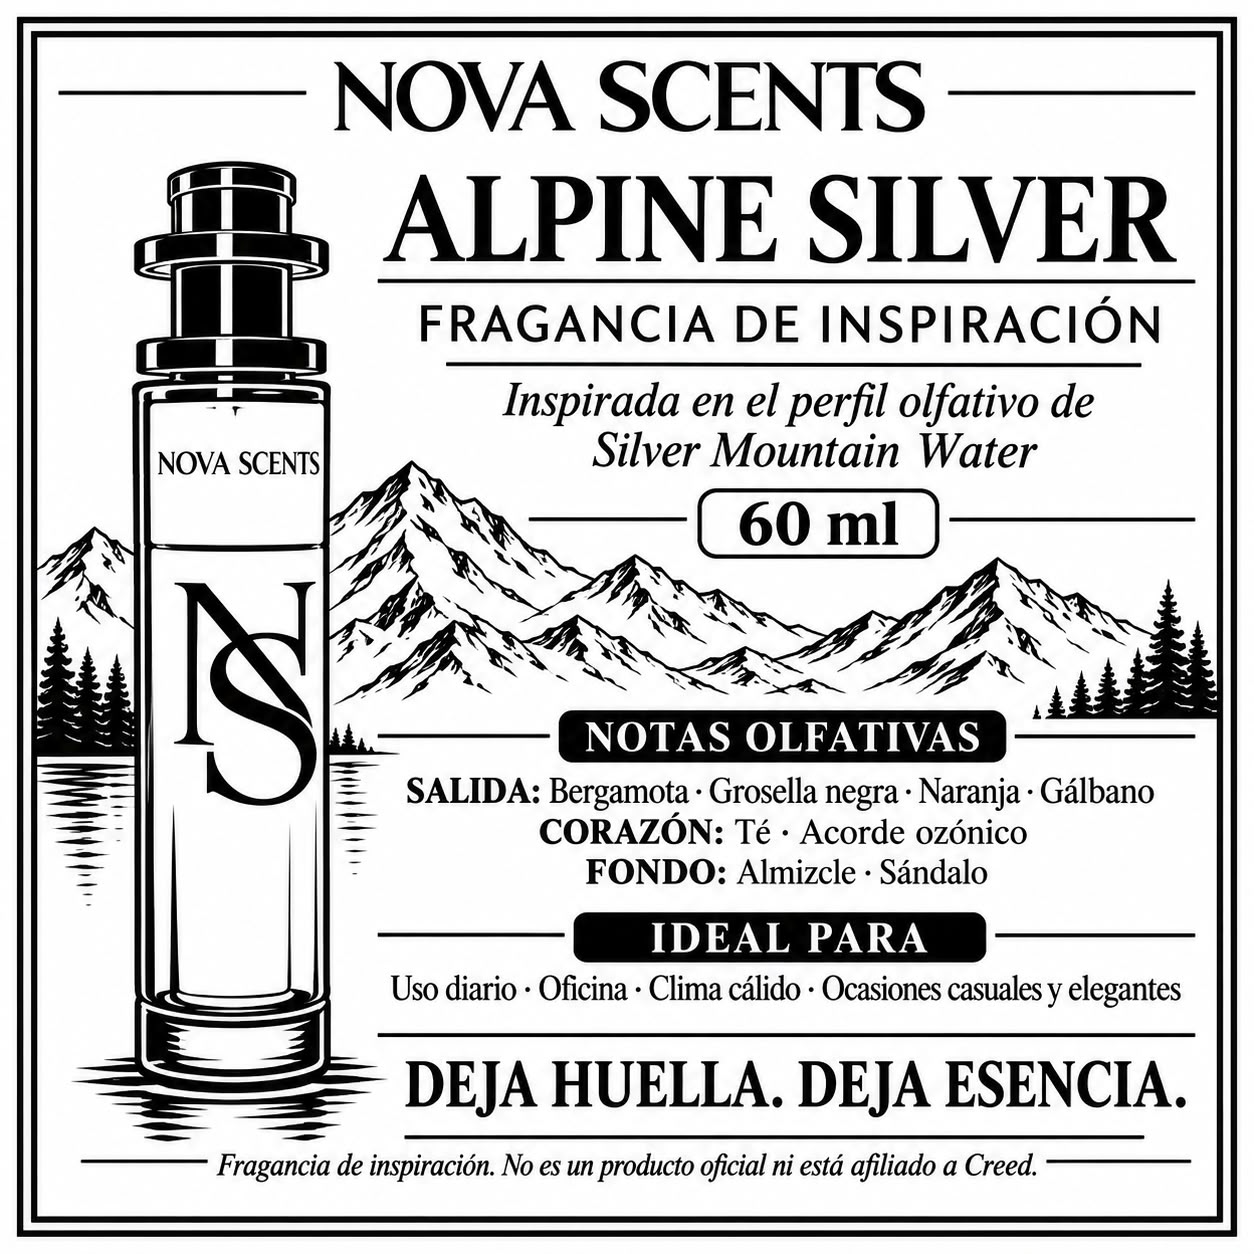 NOVA SCENTS
ALPINE SILVER
FRAGANCIA DE INSPIRACIÓN
Inspirada en el perfil olfativo de
Silver Mountain Water
60 ml
NOVA SCENTS
NS
NOTAS OLFATIVAS
SALIDA: Bergamota · Grosella negra · Naranja · Gálbano
CORAZÓN: Té · Acorde ozónico
FONDO: Almizcle · Sándalo
IDEAL PARA
Uso diario · Oficina · Clima cálido · Ocasiones casuales y elegantes
DEJA HUELLA. DEJA ESENCIA.
Fragancia de inspiración. No es un producto oficial ni está afiliado a Creed.